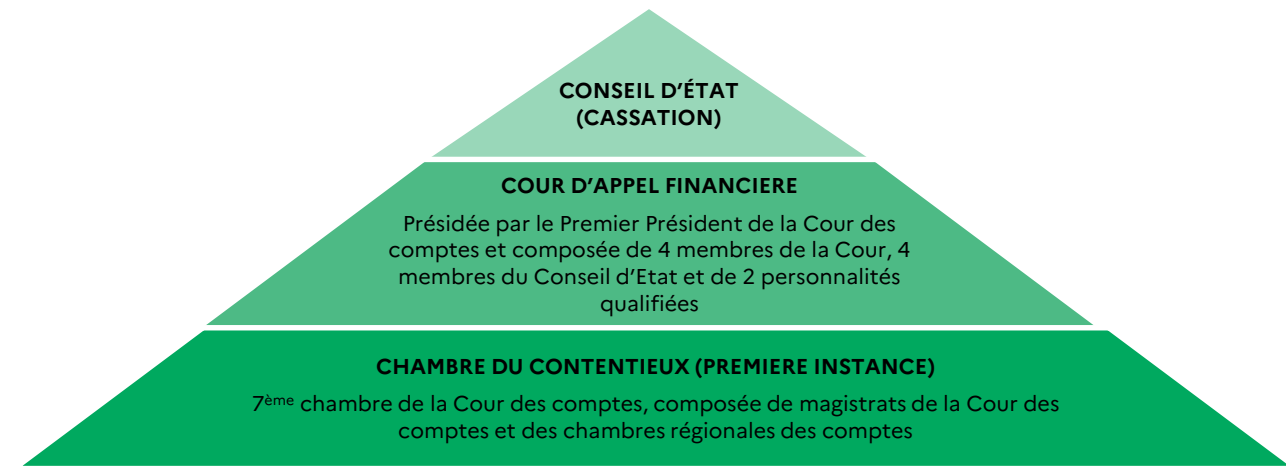 CONSEIL D’ÉTAT
(CASSATION)
COUR D’APPEL FINANCIERE
Présidée par le Premier Président de la Cour des
comptes et composée de 4 membres de la Cour, 4
membres du Conseil d’Etat et de 2 personnalités
qualifiées
CHAMBRE DU CONTENTIEUX (PREMIERE INSTANCE)
7ème chambre de la Cour des comptes, composée de magistrats de la Cour des
comptes et des chambres régionales des comptes